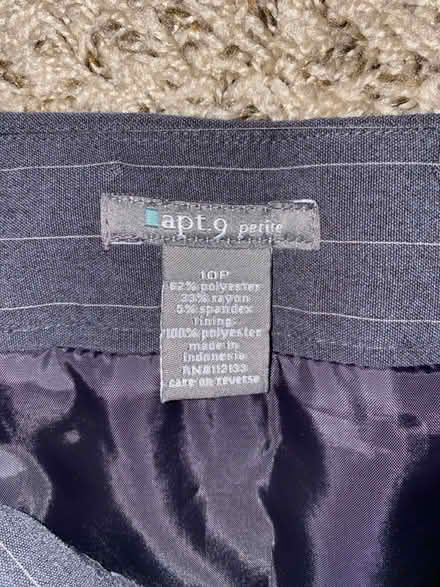 apt.9 petite
10P
62% polyester
33% rayon
5% spandex
lining:
100% polyester
made in
Indonesia
RN#112133
care on reverse